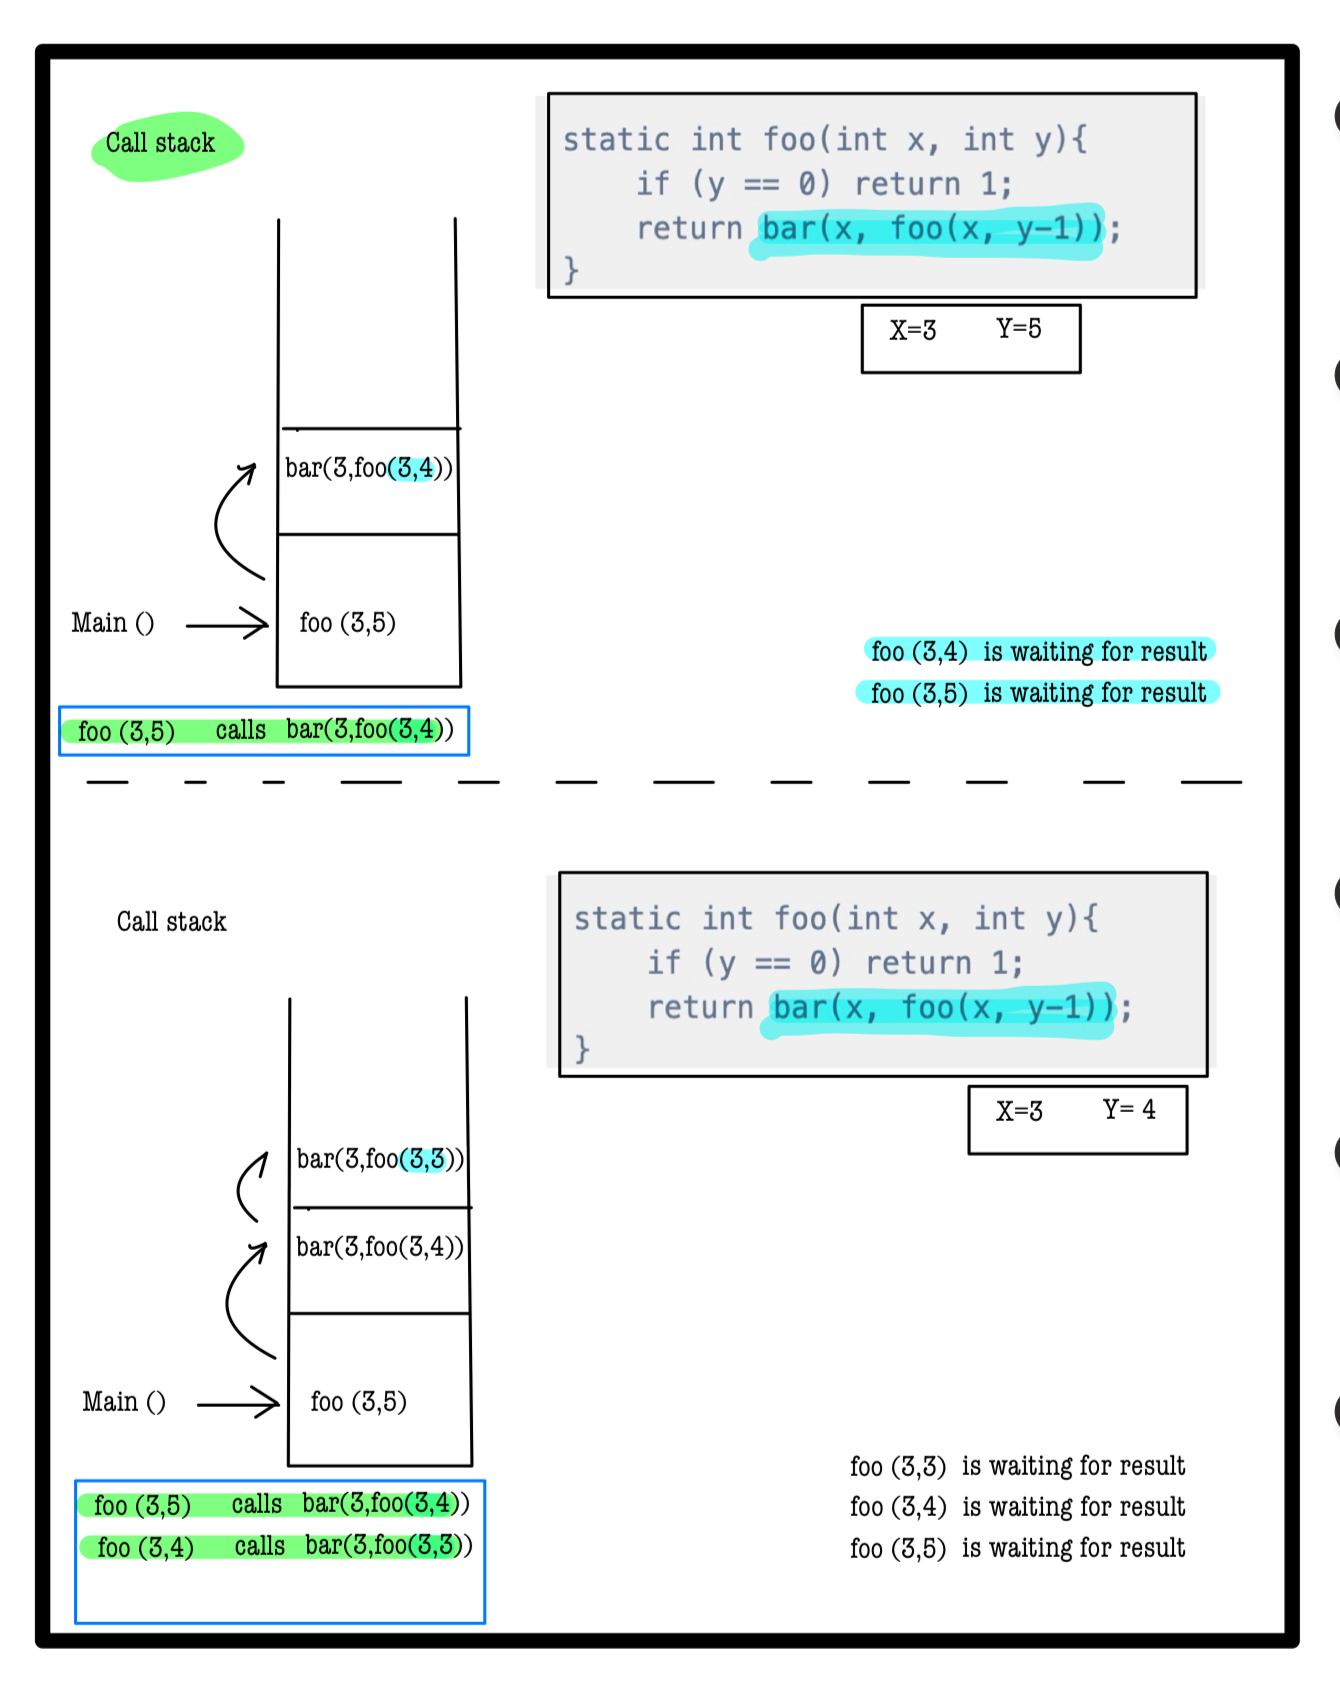 Call stack
static int foo(int x, int y){
if (y == 0) return 1;
return bar(x, foo(x, y-1));
}
X=3 Y=5
bar(3,foo(3,4))
Main () foo (3,5)
foo (3,4) is waiting for result
foo (3,5) is waiting for result
foo (3,5) calls bar(3,foo(3,4))
Call stack
static int foo(int x, int y){
if (y == 0) return 1;
return bar(x, foo(x, y-1));
}
X=3 Y= 4
bar(3,foo(3,3))
bar(3,foo(3,4))
Main () foo (3,5)
foo (3,3) is waiting for result
foo (3,4) is waiting for result
foo (3,5) is waiting for result
foo (3,5) calls bar(3,foo(3,4))
foo (3,4) calls bar(3,foo(3,3))